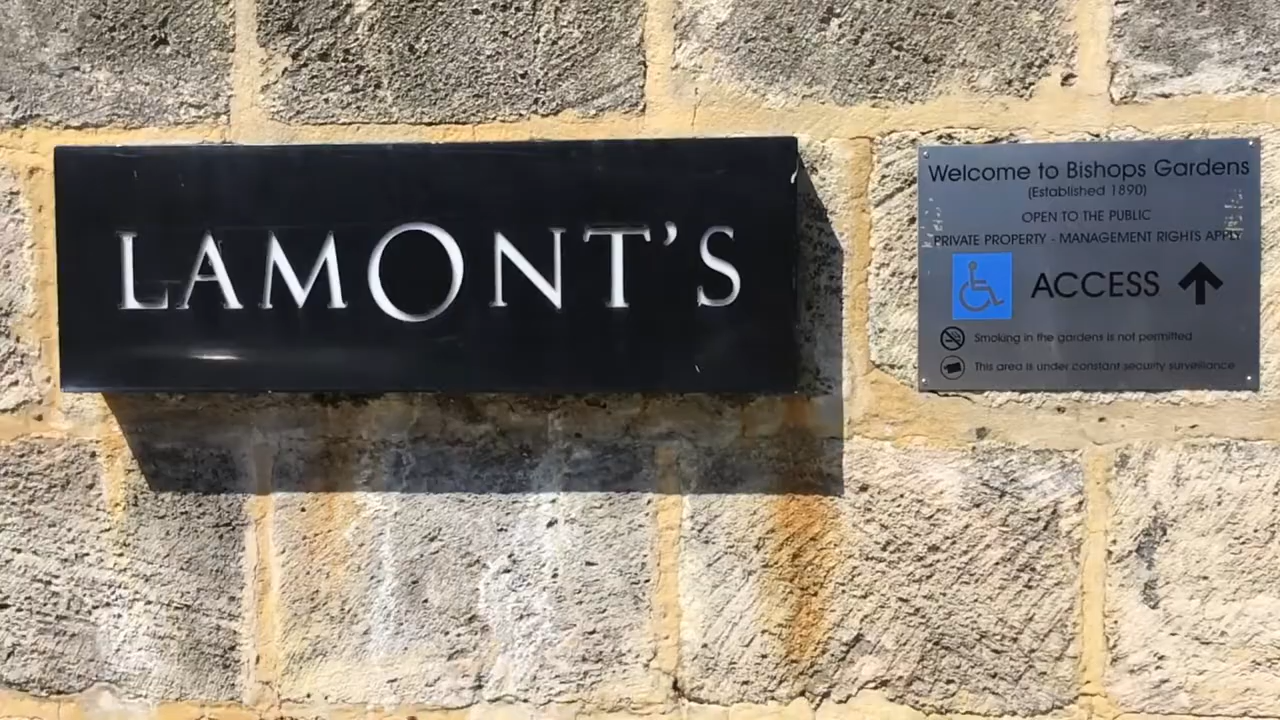 LAMONT'S
Welcome to Bishops Gardens
(Established 1890)
OPEN TO THE PUBLIC
PRIVATE PROPERTY - MANAGEMENT RIGHTS APPLY
ACCESS
Smoking in the gardens is not permitted
This area is under constant security surveillance